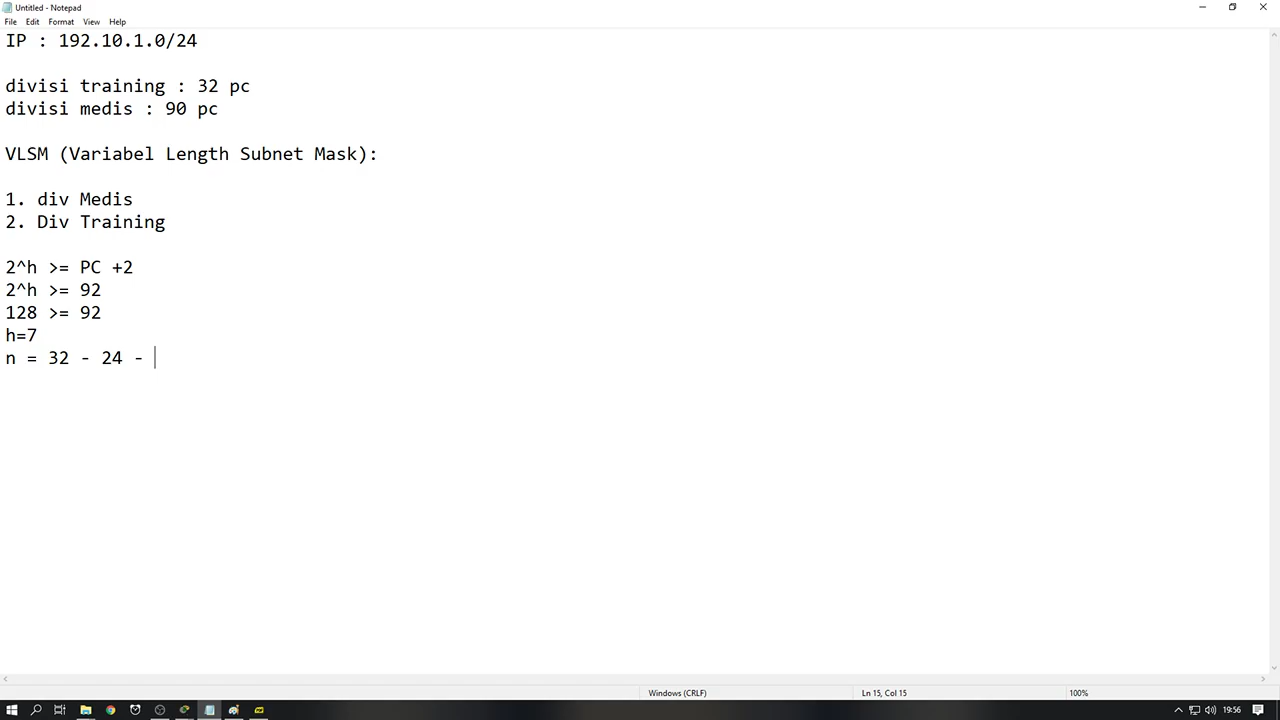 Untitled - Notepad
File Edit Format View Help
IP : 192.10.1.0/24
divisi training : 32 pc
divisi medis : 90 pc
VLSM (Variabel Length Subnet Mask):
1. div Medis
2. Div Training
2^h >= PC +2
2^h >= 92
128 >= 92
h=7
n = 32 - 24 -
Windows (CRLF) Ln 15, Col 15 100%
19:56